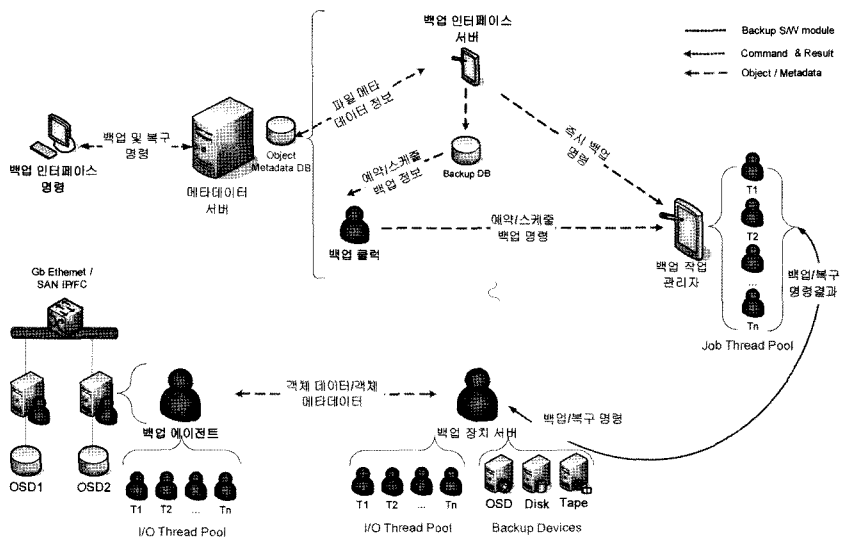 백업 인터페이스
서버
Backup S/W module
Command & Result
Object / Metadata
파일 메타
데이터 정보
백업 및 복구
명령
백업 인터페이스
명령
Object
Metadata DB
메타데이터
서버
Backup DB
즉시 백업
명령
예약/스케줄
백업 정보
백업 클럭
예약/스케줄
백업 명령
백업 작업
관리자
T1
T2
...
Tn
Job Thread Pool
백업/복구
명령결과
Gb Ethernet /
SAN IP/FC
OSD1
OSD2
백업 에이전트
객체 데이터/객체
메타데이터
백업 장치 서버
백업/복구 명령
T1 T2 ... Tn
I/O Thread Pool
T1 T2 ... Tn
I/O Thread Pool
OSD Disk Tape
Backup Devices